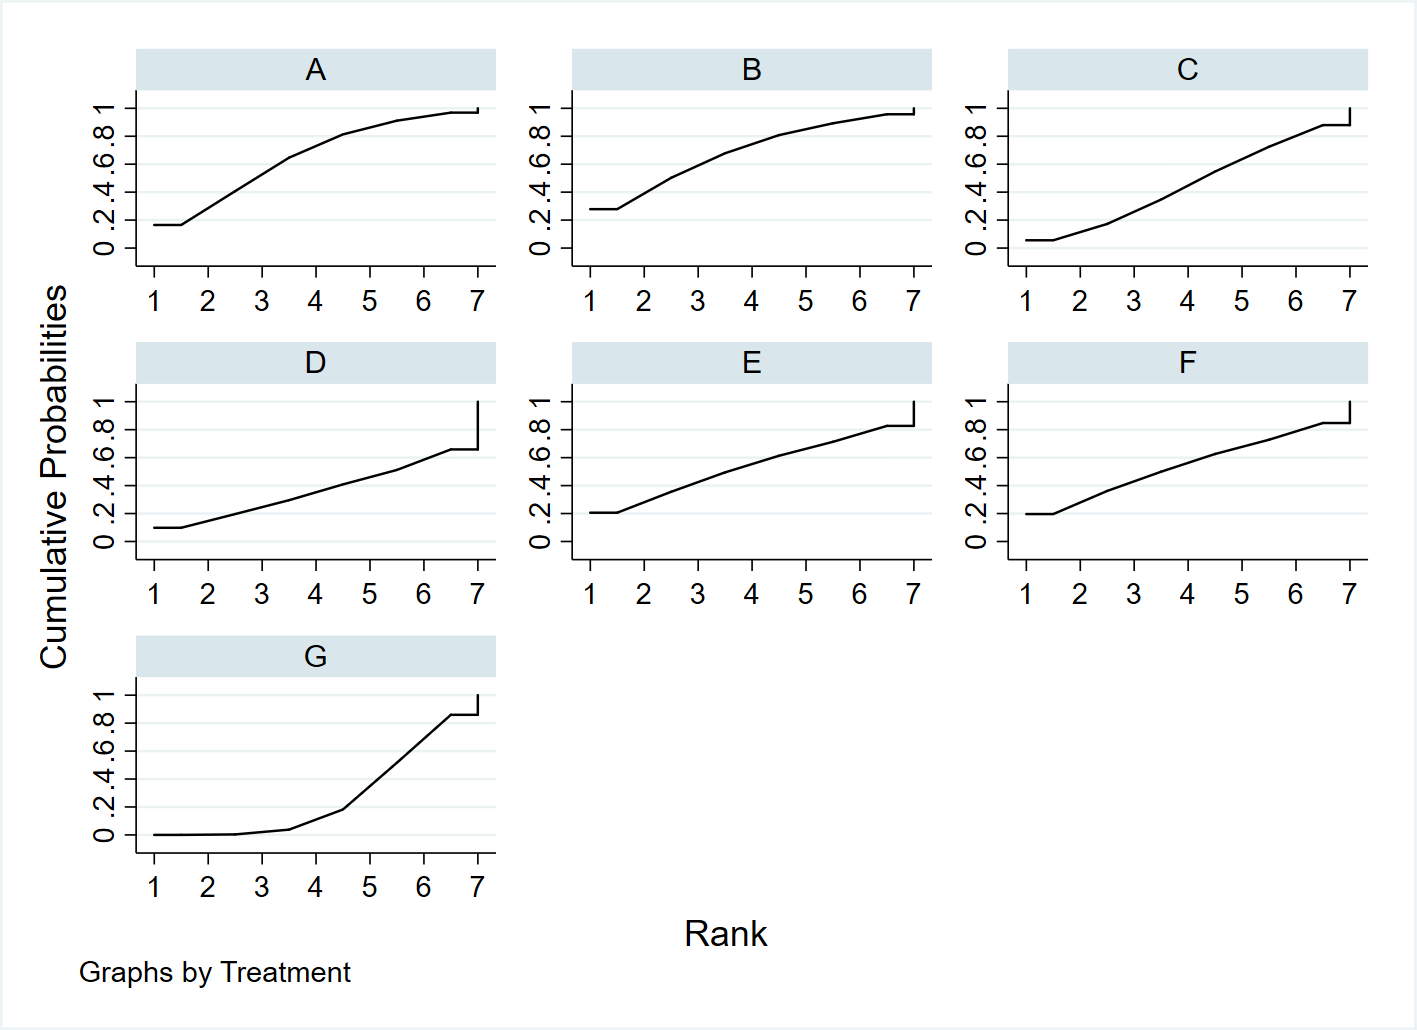 Cumulative Probabilities
A
B
C
0 .2 .4 .6 .8 1
0 .2 .4 .6 .8 1
0 .2 .4 .6 .8 1
1 2 3 4 5 6 7
1 2 3 4 5 6 7
1 2 3 4 5 6 7
D
E
F
0 .2 .4 .6 .8 1
0 .2 .4 .6 .8 1
0 .2 .4 .6 .8 1
1 2 3 4 5 6 7
1 2 3 4 5 6 7
1 2 3 4 5 6 7
G
0 .2 .4 .6 .8 1
1 2 3 4 5 6 7
Rank
Graphs by Treatment